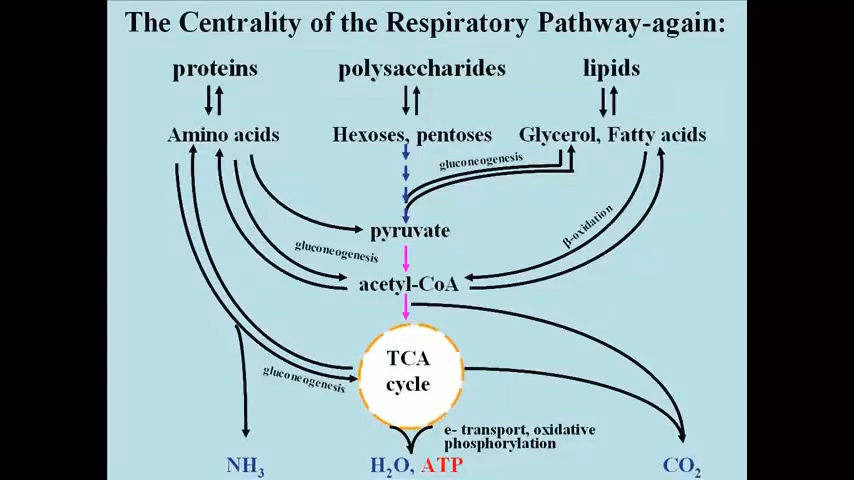 The Centrality of the Respiratory Pathway-again:
proteins
polysaccharides
lipids
Amino acids
Hexoses, pentoses
Glycerol, Fatty acids
gluconeogenesis
pyruvate
β-oxidation
gluconeogenesis
acetyl-CoA
TCA
cycle
gluconeogenesis
e- transport, oxidative
phosphorylation
NH3
H2O, ATP
CO2